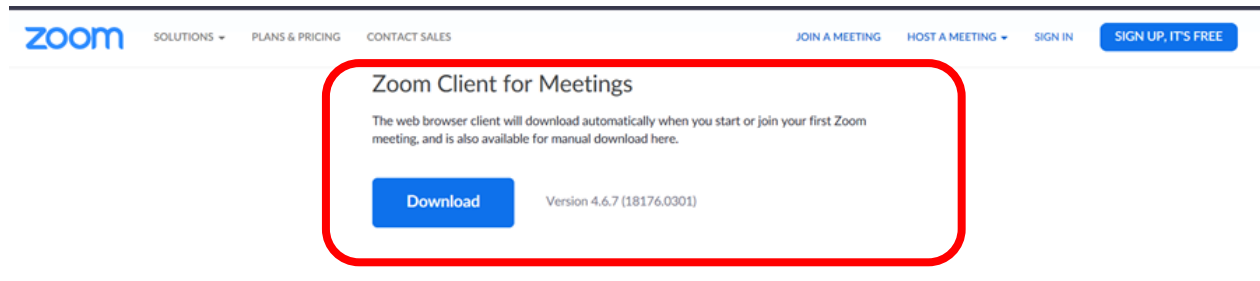 zoom SOLUTIONS PLANS & PRICING CONTACT SALES JOIN A MEETING HOST A MEETING SIGN IN SIGN UP, IT'S FREE
Zoom Client for Meetings
The web browser client will download automatically when you start or join your first Zoom
meeting, and is also available for manual download here.
Download Version 4.6.7 (18176.0301)